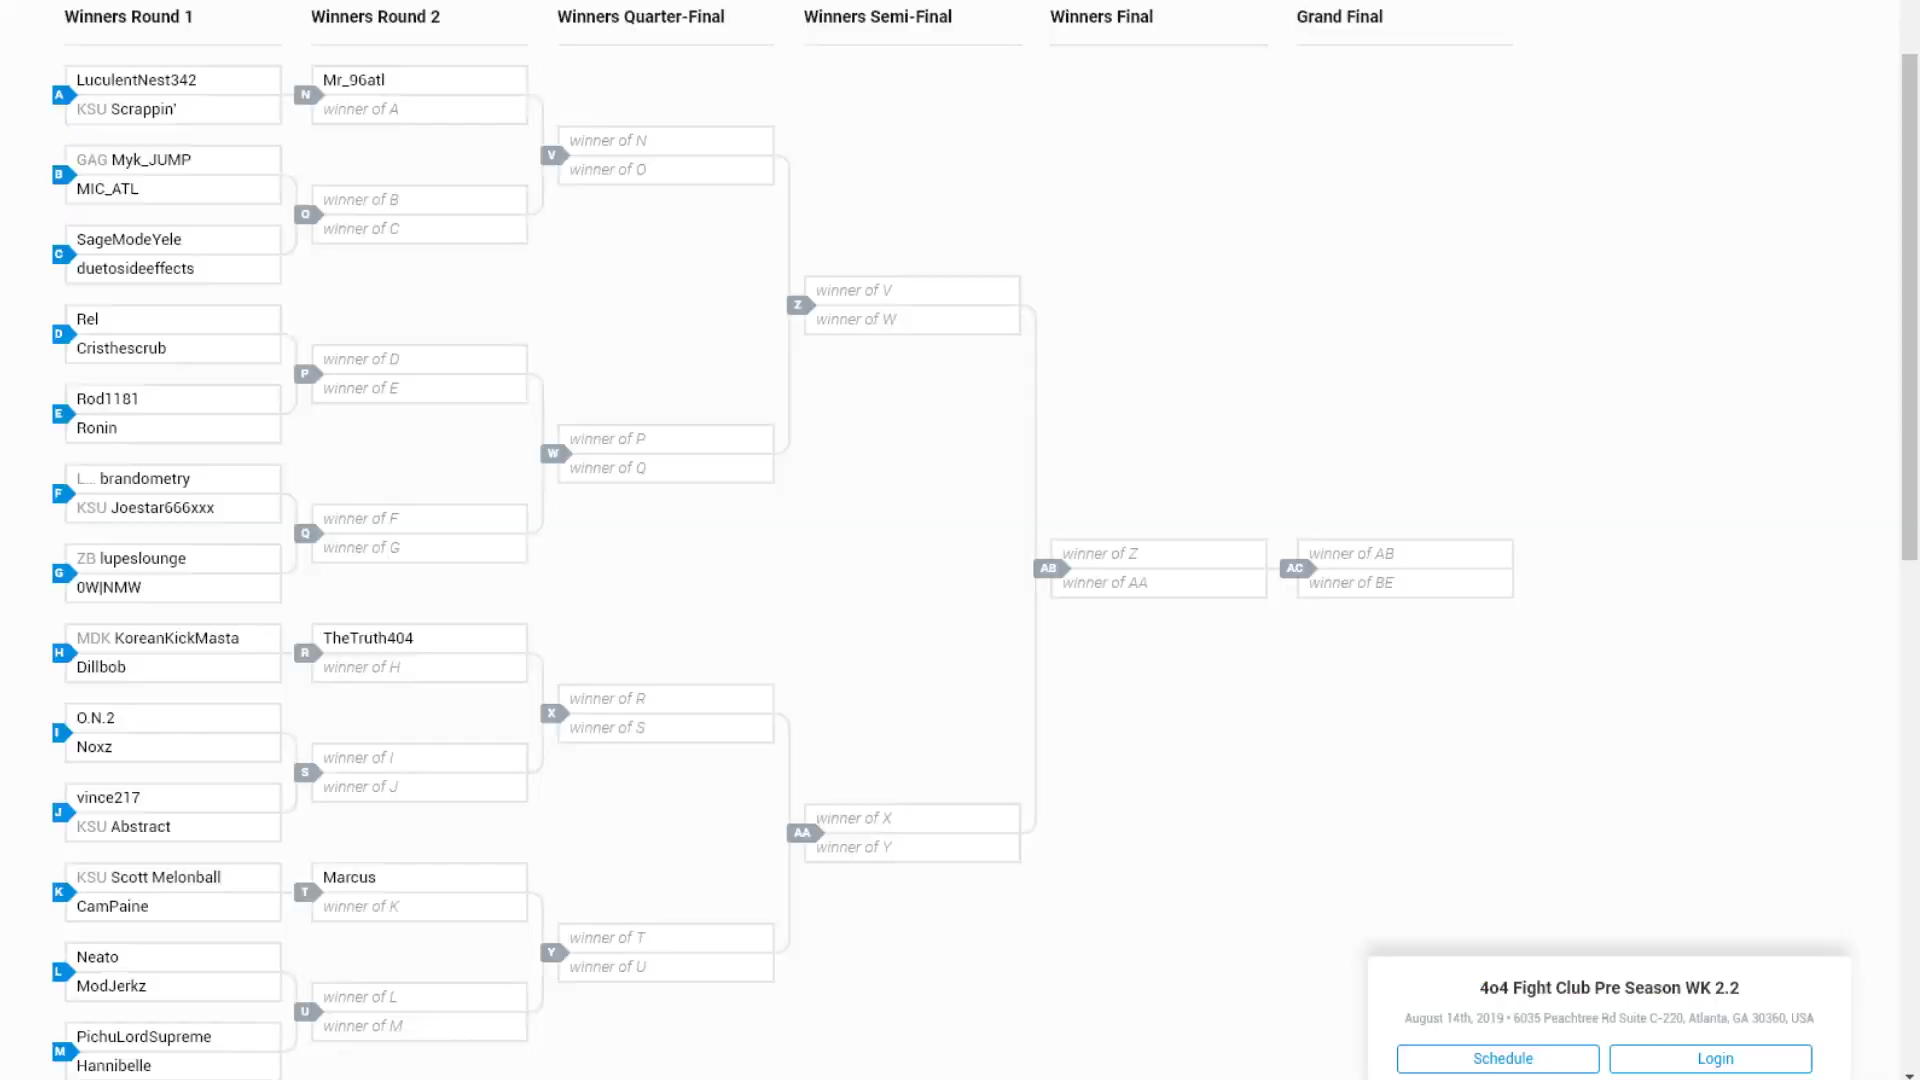 Winners Round 1
Winners Round 2
Winners Quarter-Final
Winners Semi-Final
Winners Final
Grand Final
A
LuculentNest342
KSU Scrappin'
B
GAG Myk_JUMP
MIC_ATL
C
SageModeYele
duetosideeffects
D
Rel
Cristhescrub
E
Rod1181
Ronin
F
L... brandometry
KSU Joestar666xxx
G
ZB lupeslounge
0W|NMW
H
MDK KoreanKickMasta
Dillbob
I
O.N.2
Noxz
J
vince217
KSU Abstract
K
KSU Scott Melonball
CamPaine
L
Neato
ModJerkz
M
PichuLordSupreme
Hannibelle
N
Mr_96atl
winner of A
O
winner of B
winner of C
P
winner of D
winner of E
Q
winner of F
winner of G
R
TheTruth404
winner of H
S
winner of I
winner of J
T
Marcus
winner of K
U
winner of L
winner of M
V
winner of N
winner of O
W
winner of P
winner of Q
X
winner of R
winner of S
Y
winner of T
winner of U
Z
winner of V
winner of W
AA
winner of X
winner of Y
AB
winner of Z
winner of AA
AC
winner of AB
winner of BE
4o4 Fight Club Pre Season WK 2.2
August 14th, 2019 • 6035 Peachtree Rd Suite C-220, Atlanta, GA 30360, USA
Schedule
Login